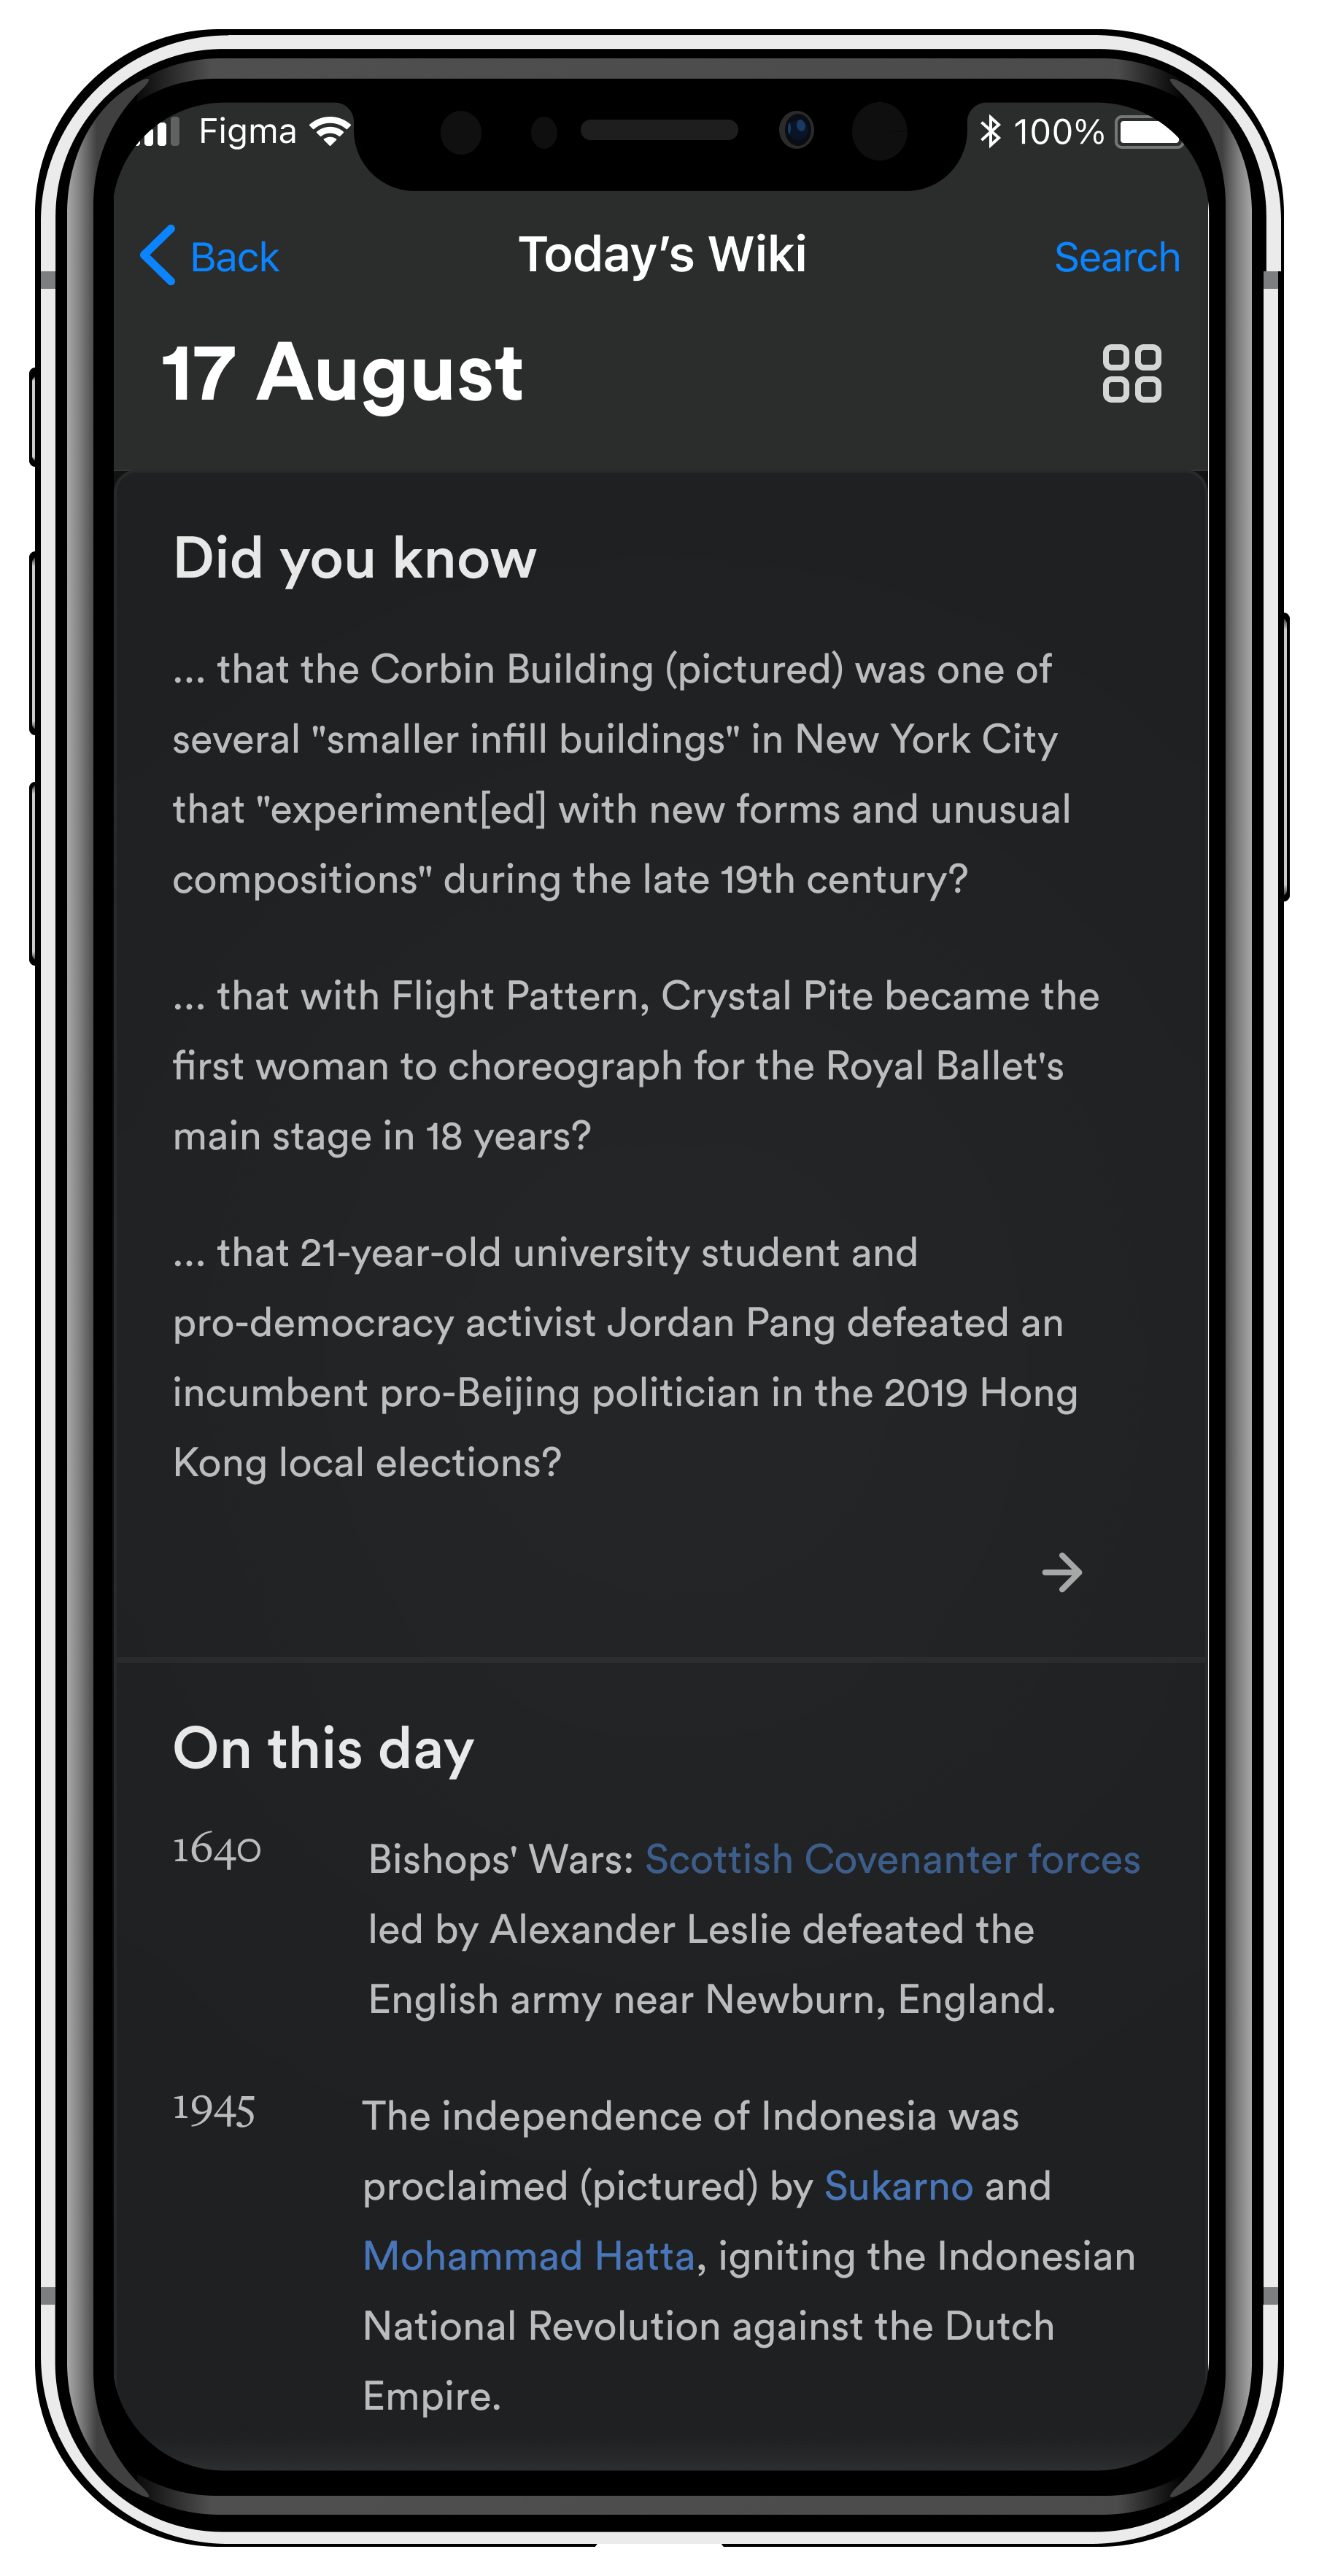 Figma 100%
Back Today's Wiki Search
17 August
Did you know
... that the Corbin Building (pictured) was one of
several "smaller infill buildings" in New York City
that "experiment[ed] with new forms and unusual
compositions" during the late 19th century?
... that with Flight Pattern, Crystal Pite became the
first woman to choreograph for the Royal Ballet's
main stage in 18 years?
... that 21-year-old university student and
pro-democracy activist Jordan Pang defeated an
incumbent pro-Beijing politician in the 2019 Hong
Kong local elections?
On this day
1640 Bishops' Wars: Scottish Covenanter forces
led by Alexander Leslie defeated the
English army near Newburn, England.
1945 The independence of Indonesia was
proclaimed (pictured) by Sukarno and
Mohammad Hatta, igniting the Indonesian
National Revolution against the Dutch
Empire.